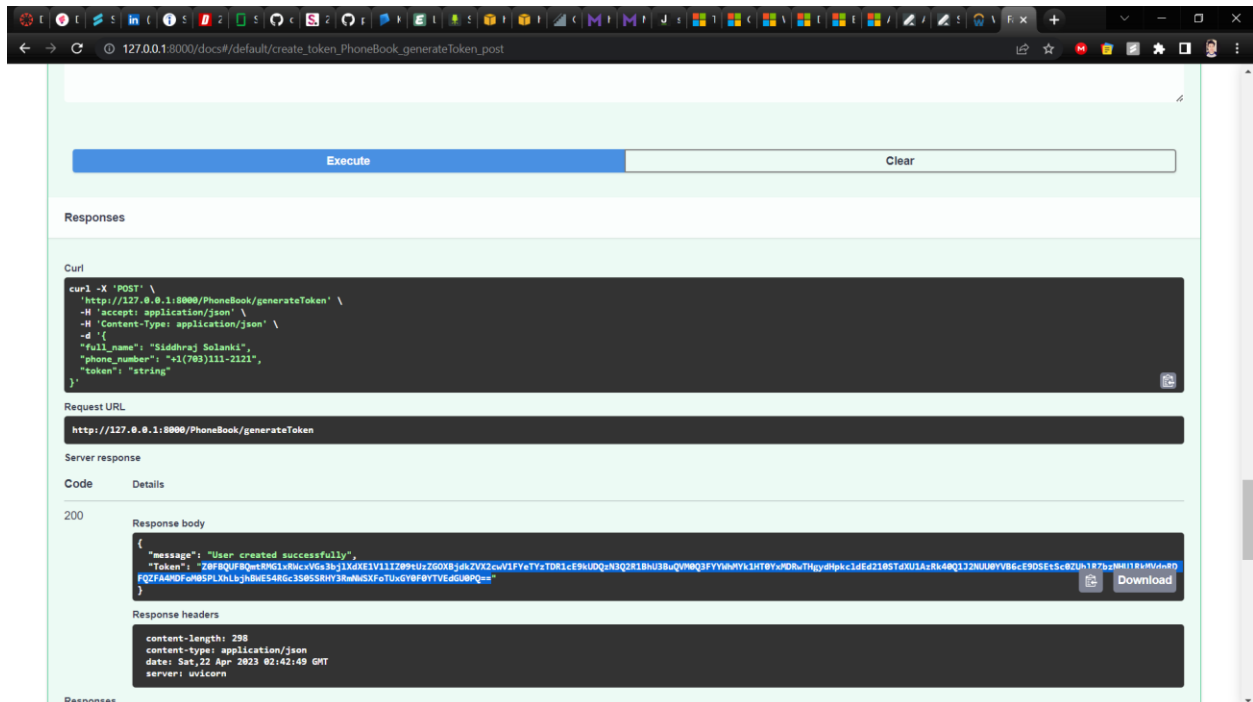 127.0.0.1:8000/docs#/default/create_token_PhoneBook_generateToken_post
Execute
Clear
Responses
Curl
curl -X 'POST' \
'http://127.0.0.1:8000/PhoneBook/generateToken' \
-H 'accept: application/json' \
-H 'Content-Type: application/json' \
-d '{
"full_name": "Siddhraj Solanki",
"phone_number": "+1(703)111-2121",
"token": "string"
}'
Request URL
http://127.0.0.1:8000/PhoneBook/generateToken
Server response
Code
Details
200
Response body
{
"message": "User created successfully",
"Token":
}
Download
Response headers
content-length: 298
content-type: application/json
date: Sat,22 Apr 2023 02:42:49 GMT
server: uvicorn
Responses